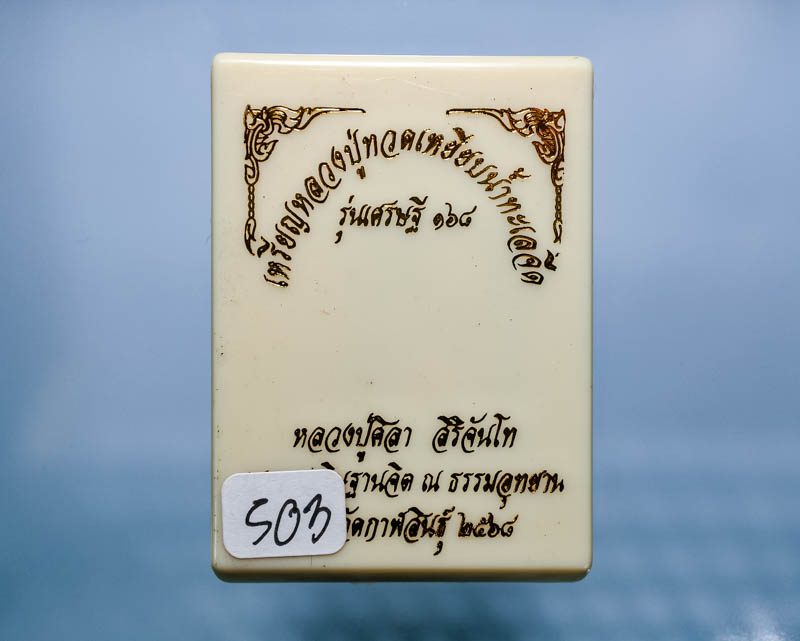 เหรียญหลวงปู่ทวดเหยียบน้ำทะเลจืด
รุ่นเศรษฐี ๑๖๘
หลวงปู่ศิลา สิริจันโท
ฐานจิต ณ ธรรมอุทยาน
กาฬสินธุ์ ๒๕๖๘
503